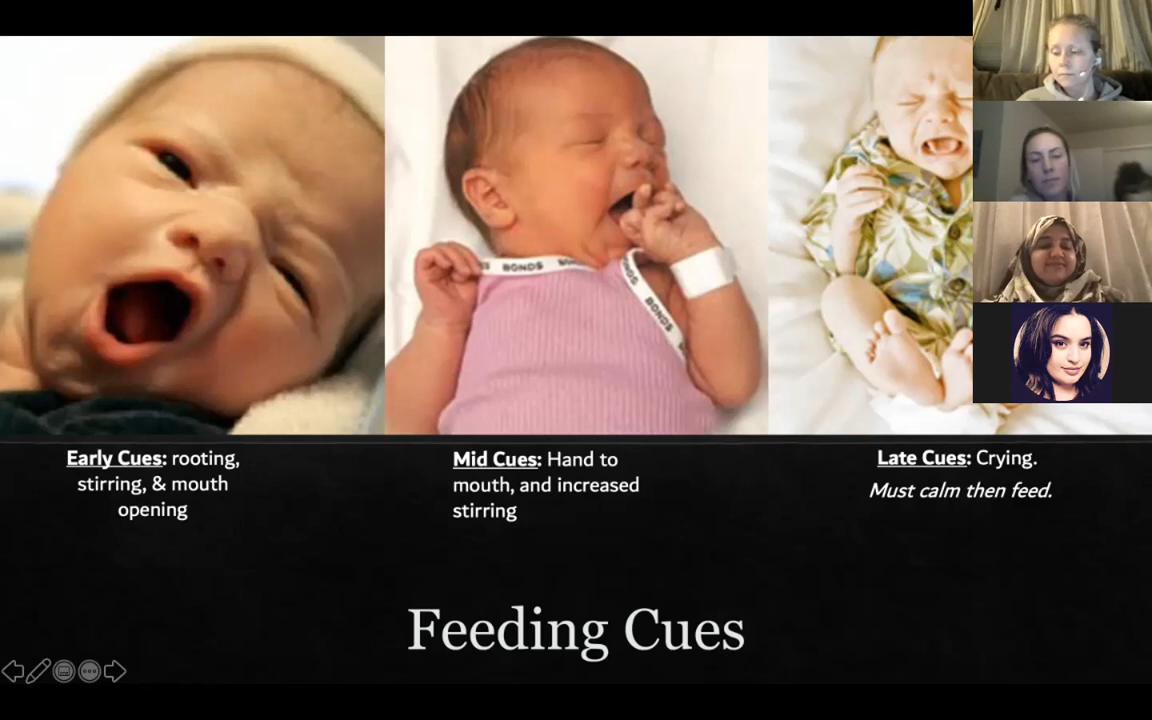 BONDS
BONDS
Early Cues: rooting,
stirring, & mouth
opening
Mid Cues: Hand to
mouth, and increased
stirring
Late Cues: Crying.
Must calm then feed.
Feeding Cues